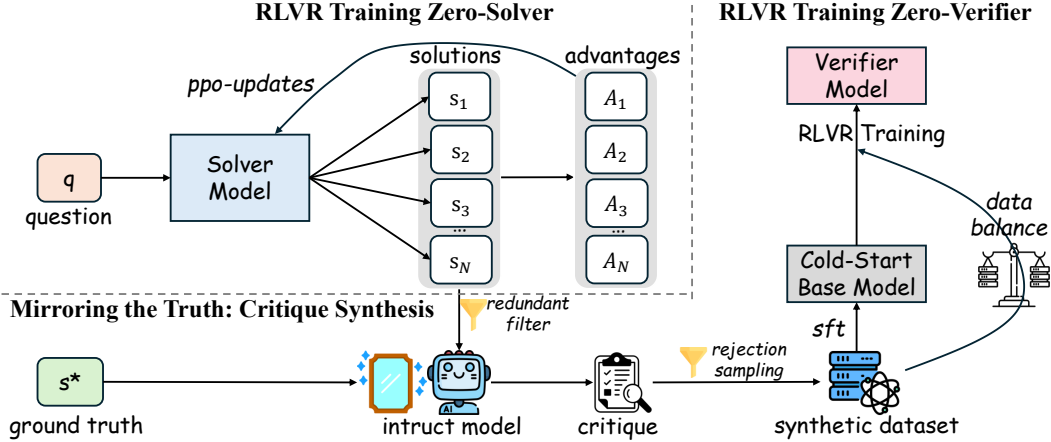 RLVR Training Zero-Solver
RLVR Training Zero-Verifier
solutions
advantages
ppo-updates
q
question
Solver
Model
s1
s2
s3
...
sN
A1
A2
A3
...
AN
Verifier
Model
RLVR Training
data
balance
Cold-Start
Base Model
sft
Mirroring the Truth: Critique Synthesis
redundant
filter
s*
ground truth
AI
intruct model
critique
rejection
sampling
synthetic dataset